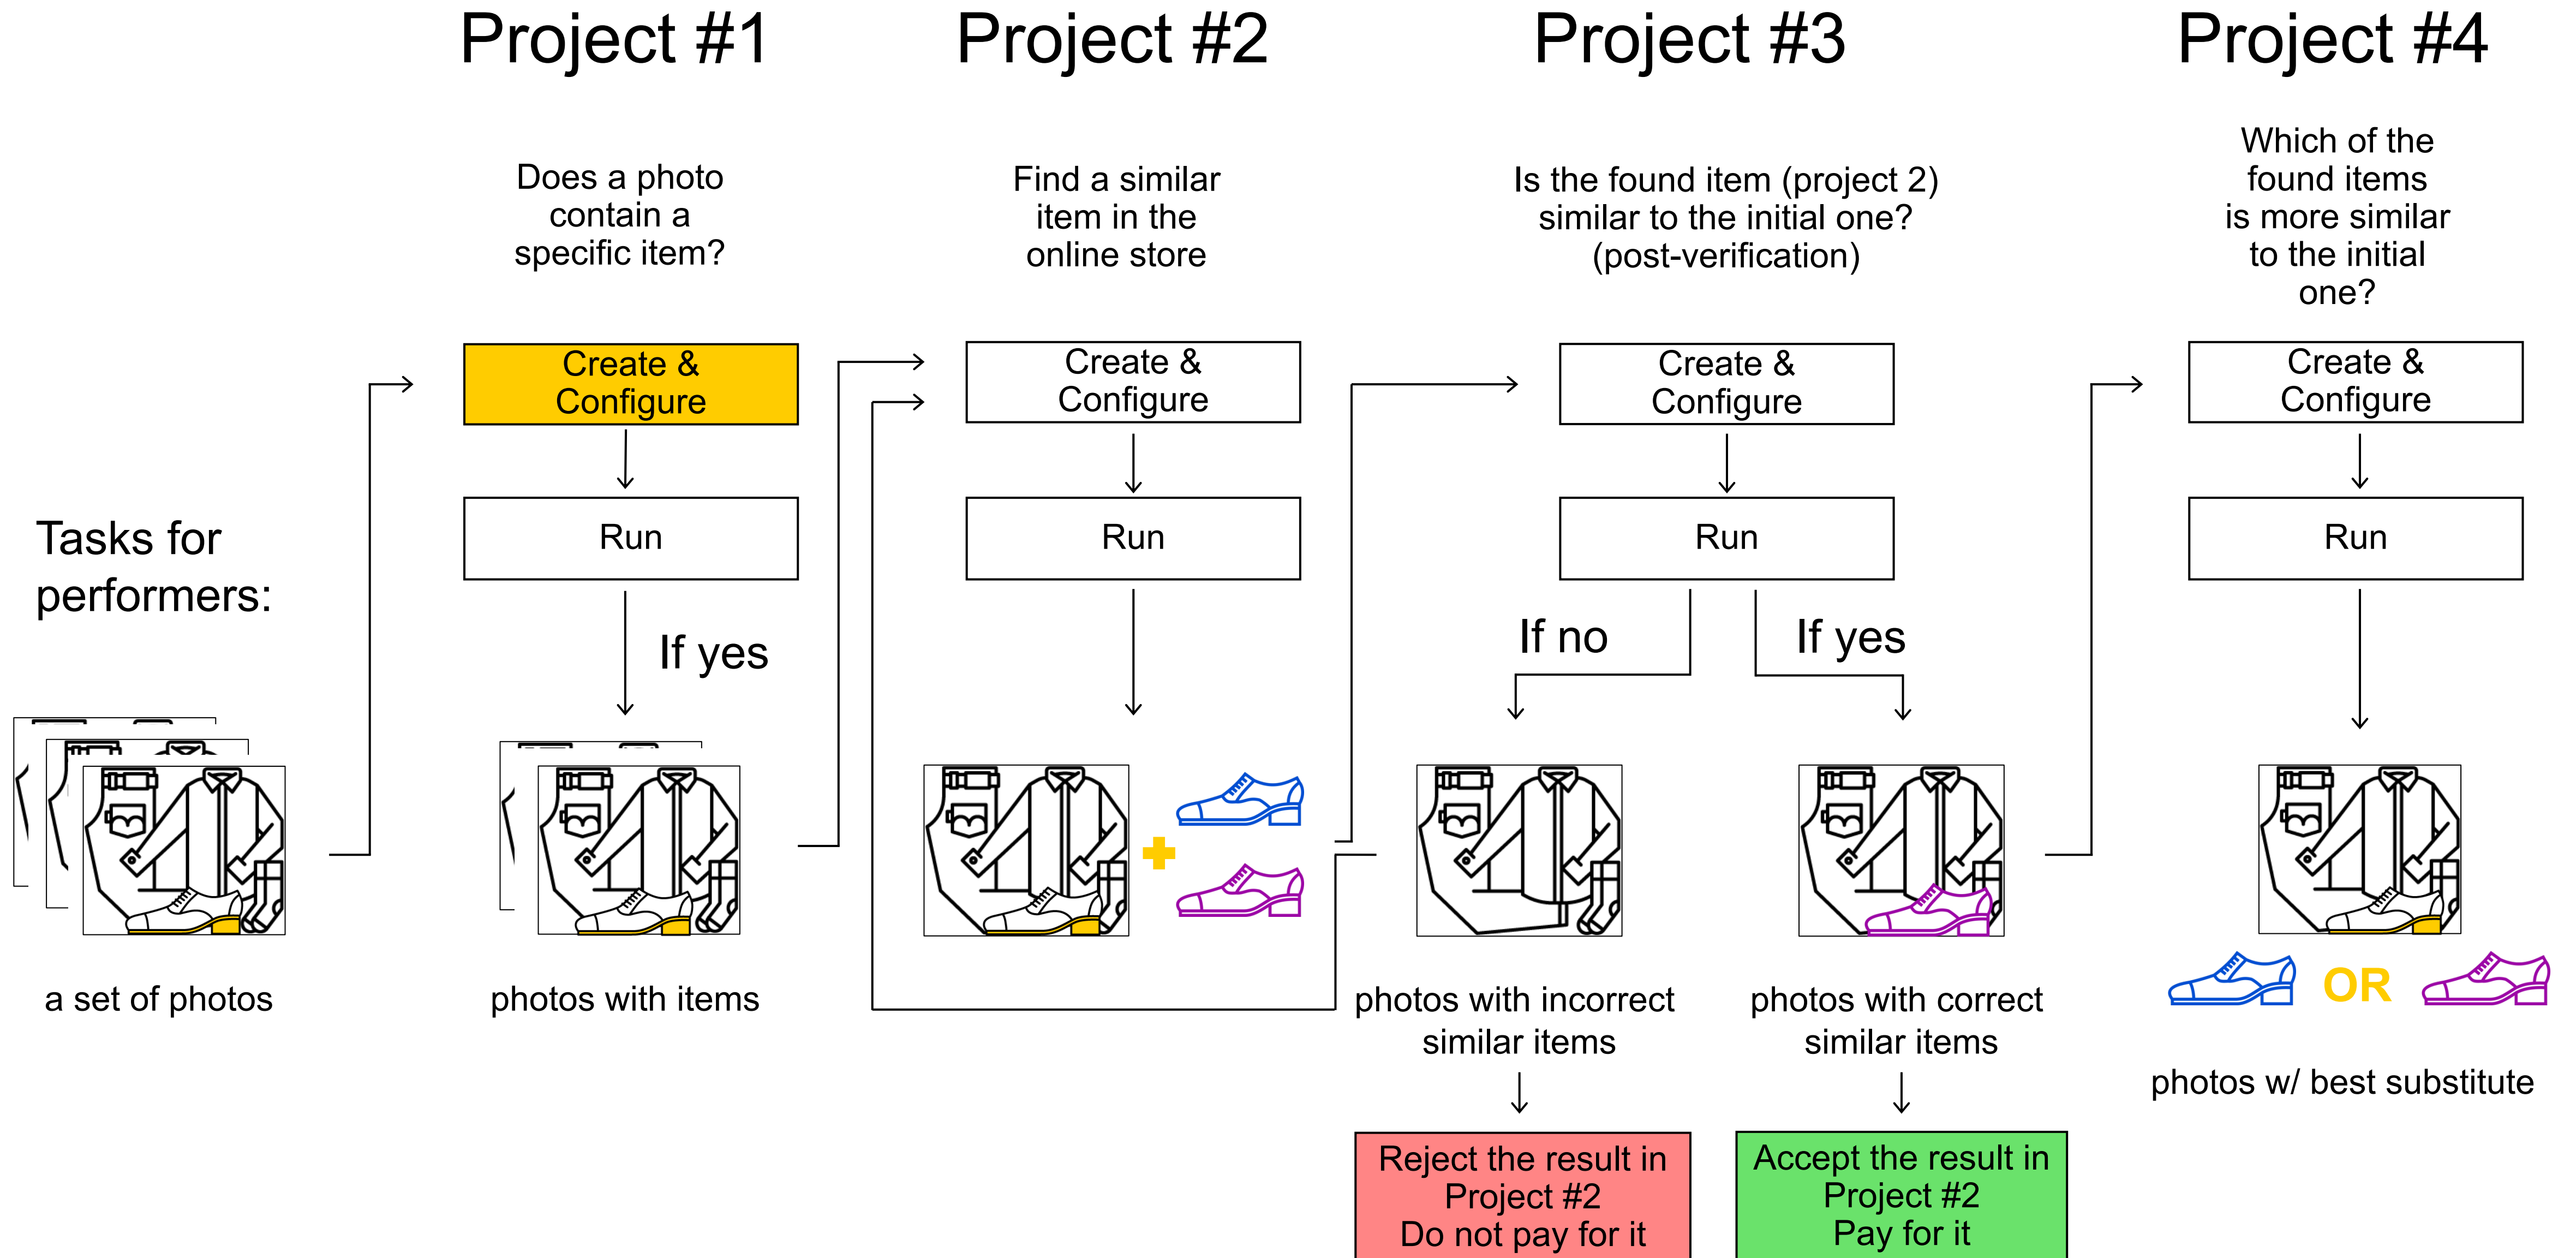 Project #1
Project #2
Project #3
Project #4
Does a photo
contain a
specific item?
Find a similar
item in the
online store
Is the found item (project 2)
similar to the initial one?
(post-verification)
Which of the
found items
is more similar
to the initial
one?
Create &
Configure
Create &
Configure
Create &
Configure
Create &
Configure
Run
Run
Run
Run
Tasks for
performers:
If yes
If no
If yes
a set of photos
photos with items
photos with incorrect
similar items
photos with correct
similar items
OR
photos w/ best substitute
Reject the result in
Project #2
Do not pay for it
Accept the result in
Project #2
Pay for it